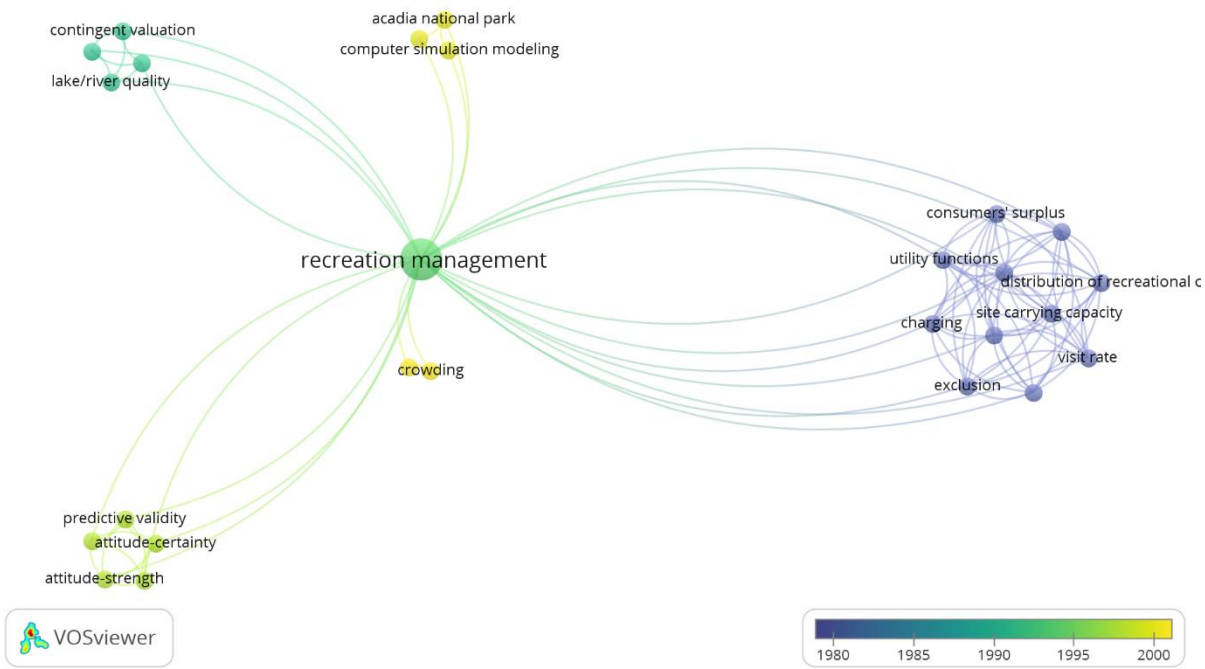 acadia national park
contingent valuation
computer simulation modeling
lake/river quality
consumers' surplus
recreation management
utility functions
distribution of recreational c
site carrying capacity
charging
visit rate
crowding
exclusion
predictive validity
attitude-certainty
attitude-strength
VOSviewer
1980 1985 1990 1995 2000